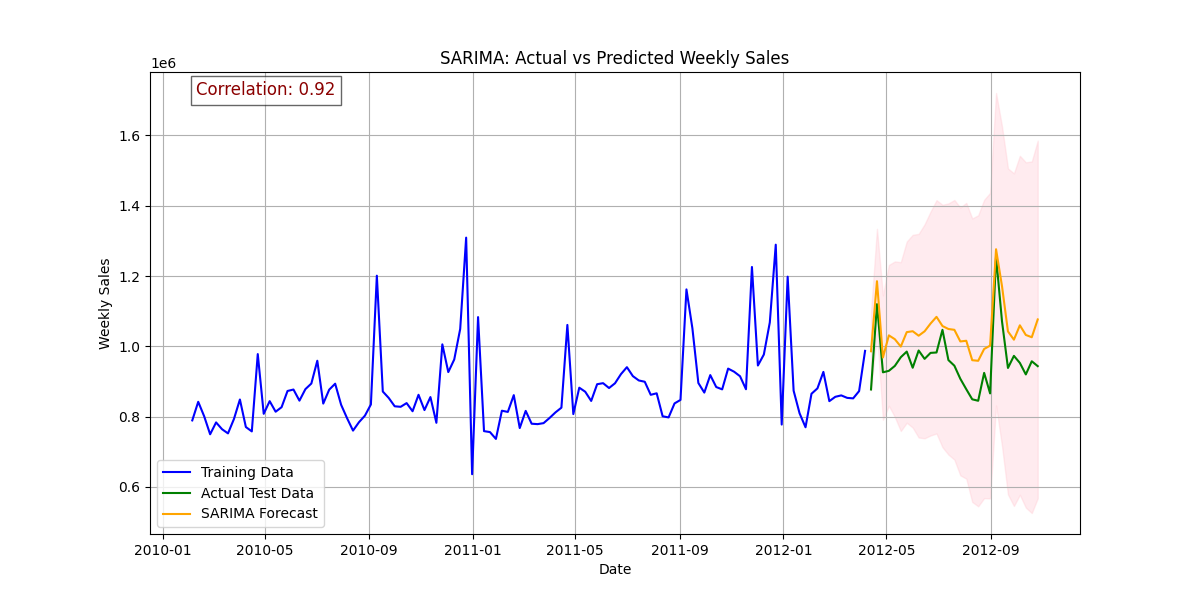 SARIMA: Actual vs Predicted Weekly Sales
1e6
Correlation: 0.92
1.6
1.4
1.2
1.0
0.8
0.6
Weekly Sales
Training Data
Actual Test Data
SARIMA Forecast
2010-01 2010-05 2010-09 2011-01 2011-05 2011-09 2012-01 2012-05 2012-09
Date